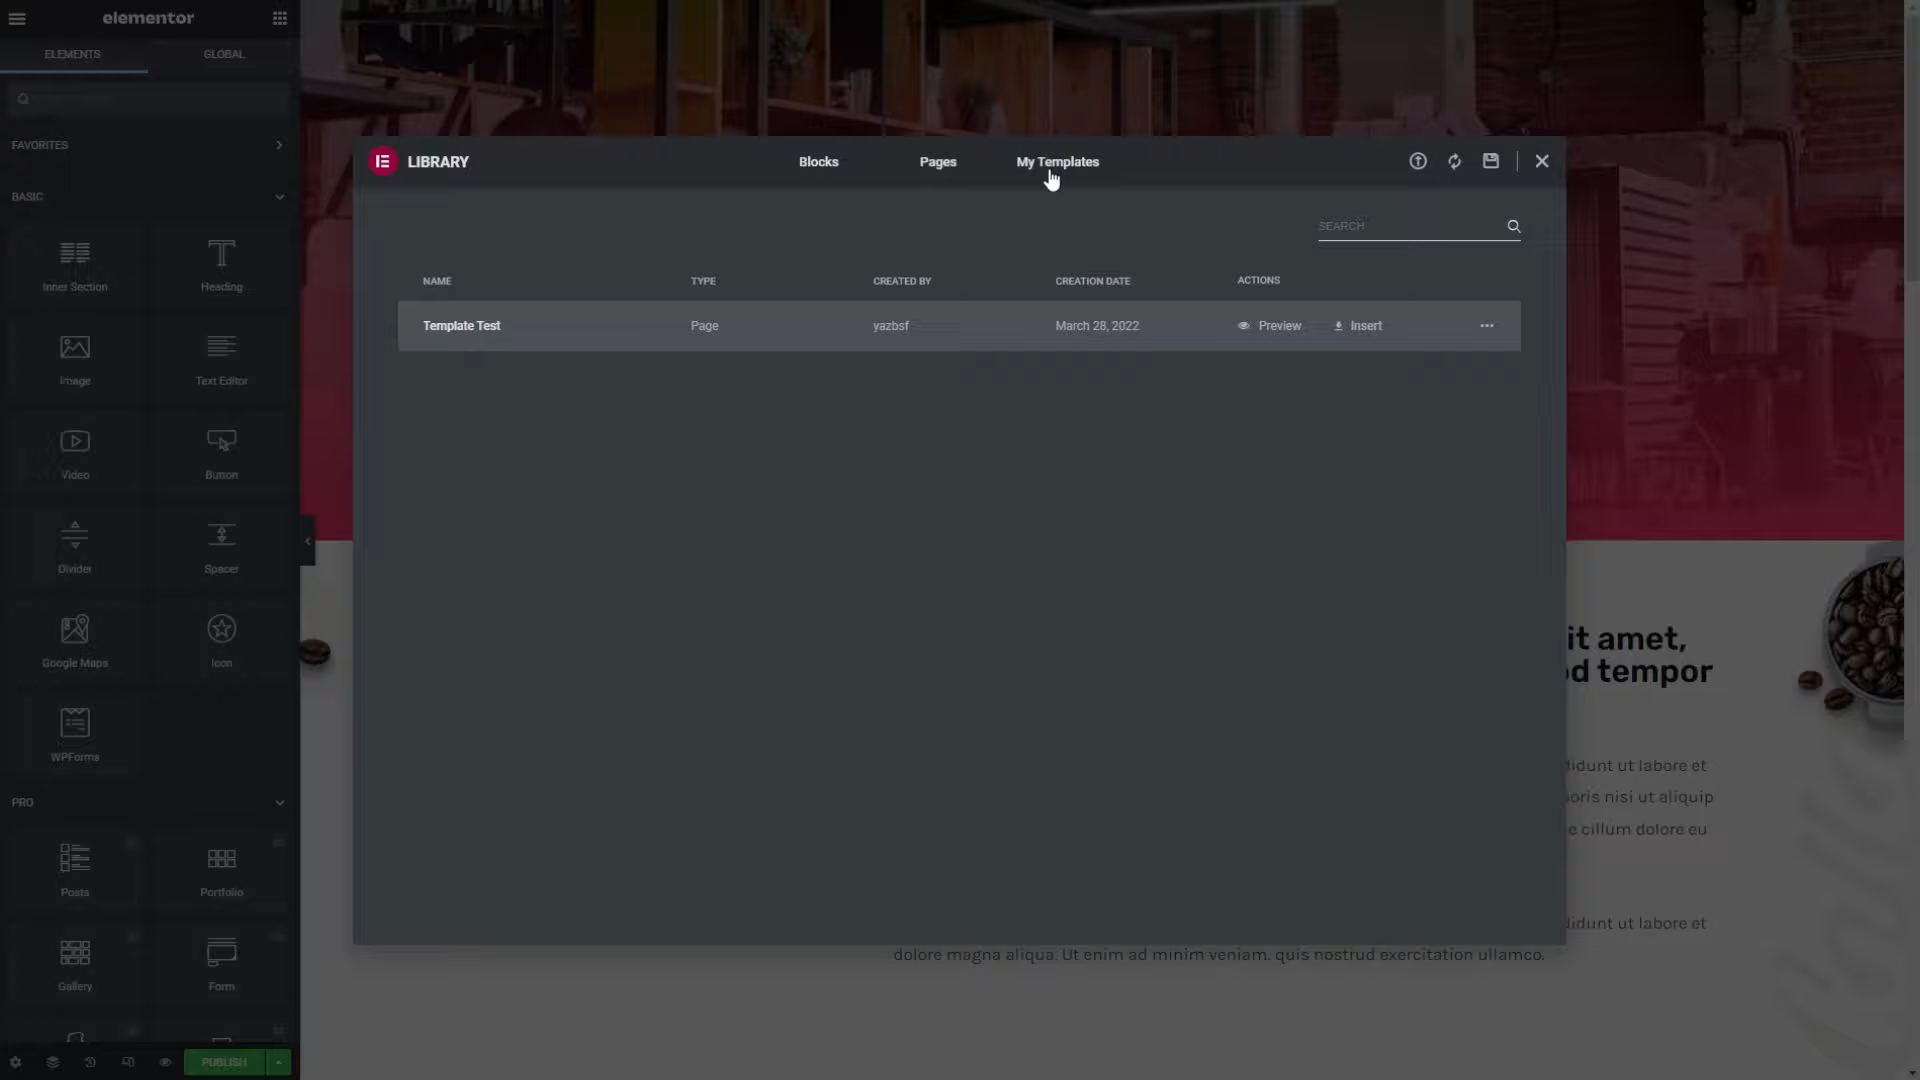 elementor
ELEMENTS GLOBAL
FAVORITES
BASIC
Inner Section Heading
Image Text Editor
Video Button
Divider Spacer
Google Maps Icon
WPForms
PRO
Posts Portfolio
Gallery Form
PUBLISH
LIBRARY Blocks Pages My Templates
SEARCH
NAME TYPE CREATED BY CREATION DATE ACTIONS
Template Test Page yazbsf March 28, 2022 Preview Insert
it amet,
od tempor
didunt ut labore et
oris nisi ut aliquip
e cillum dolore eu
didunt ut labore et
dolore magna aliqua. Ut enim ad minim veniam, quis nostrud exercitation ullamco.